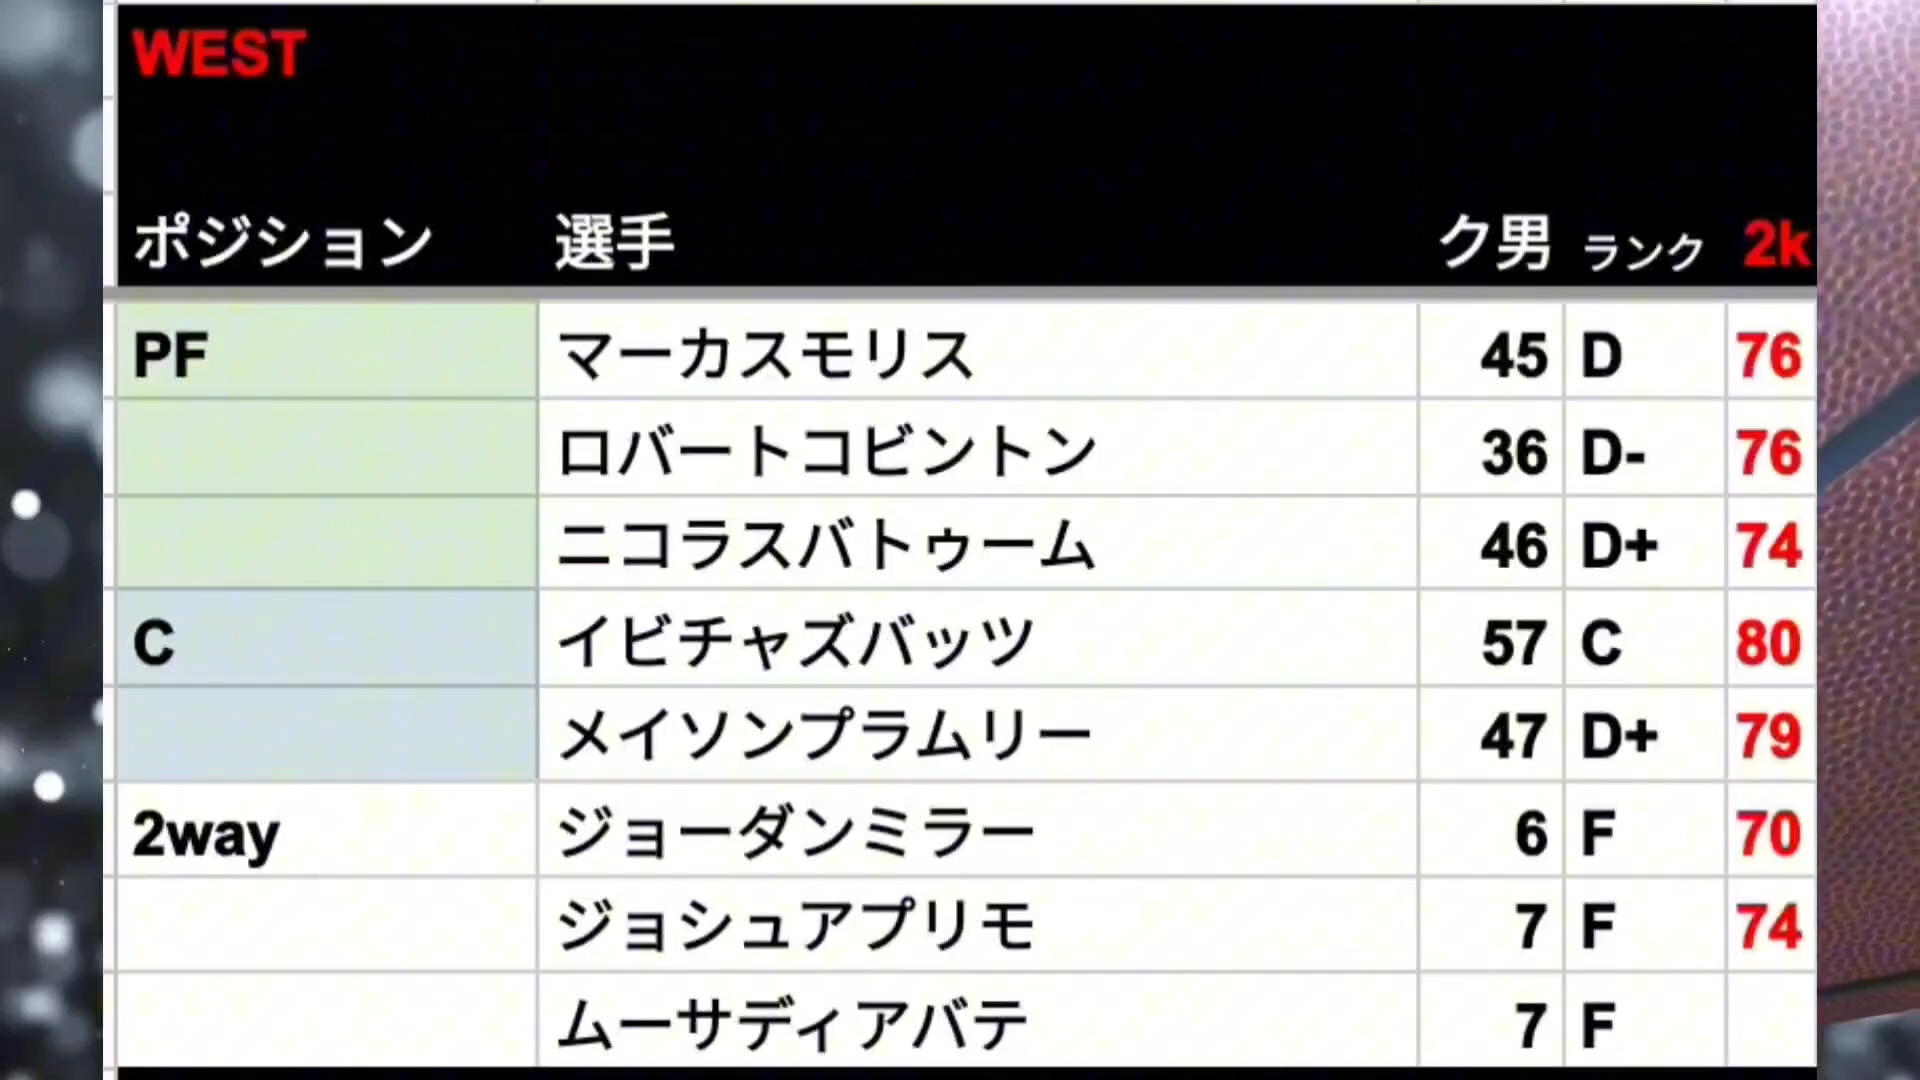 WEST
ポジション 選手 ク男 ランク 2k
PF マーカスモリス 45 D 76
ロバートコビントン 36 D- 76
ニコラスバトゥーム 46 D+ 74
C イビチャズバッツ 57 C 80
メイソンプラムリー 47 D+ 79
2way ジョーダンミラー 6 F 70
ジョシュアプリモ 7 F 74
ムーサディアバテ 7 F